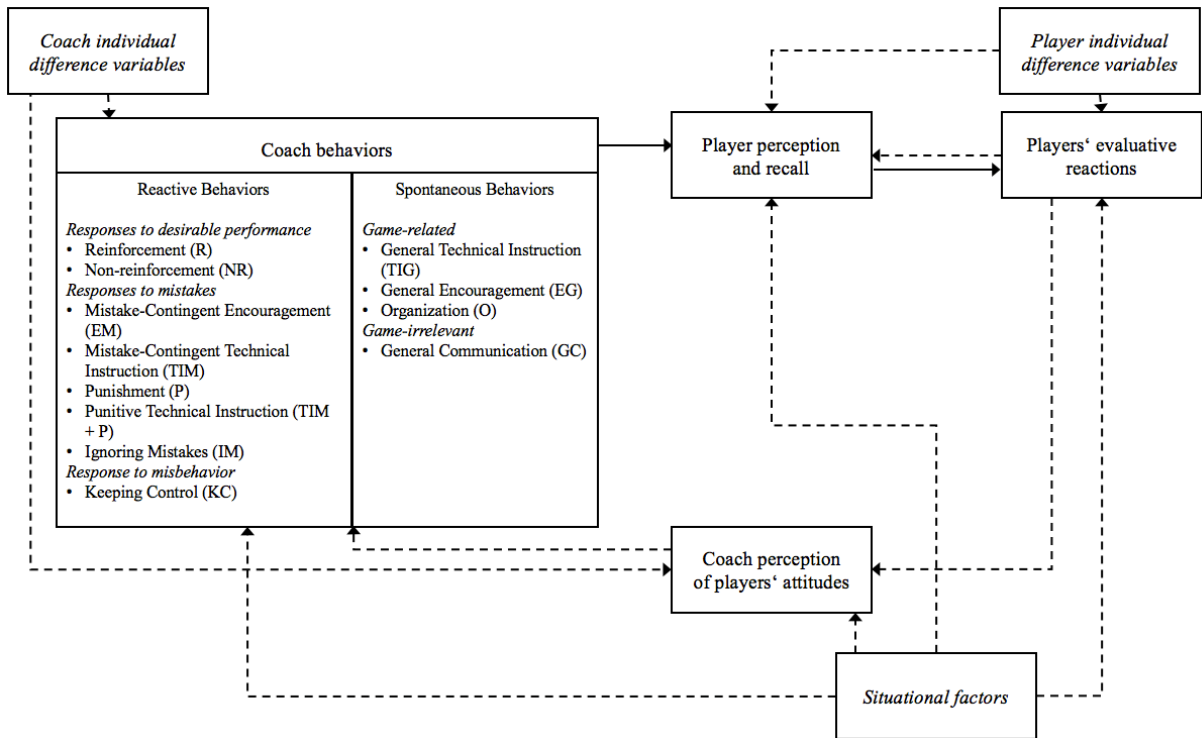 Coach individual
difference variables
Player individual
difference variables
Coach behaviors
Reactive Behaviors
Responses to desirable performance
• Reinforcement (R)
• Non-reinforcement (NR)
Responses to mistakes
• Mistake-Contingent Encouragement
(EM)
• Mistake-Contingent Technical
Instruction (TIM)
• Punishment (P)
• Punitive Technical Instruction (TIM
+ P)
• Ignoring Mistakes (IM)
Response to misbehavior
• Keeping Control (KC)
Spontaneous Behaviors
Game-related
• General Technical Instruction
(TIG)
• General Encouragement (EG)
• Organization (O)
Game-irrelevant
• General Communication (GC)
Player perception
and recall
Players‘ evaluative
reactions
Coach perception
of players‘ attitudes
Situational factors